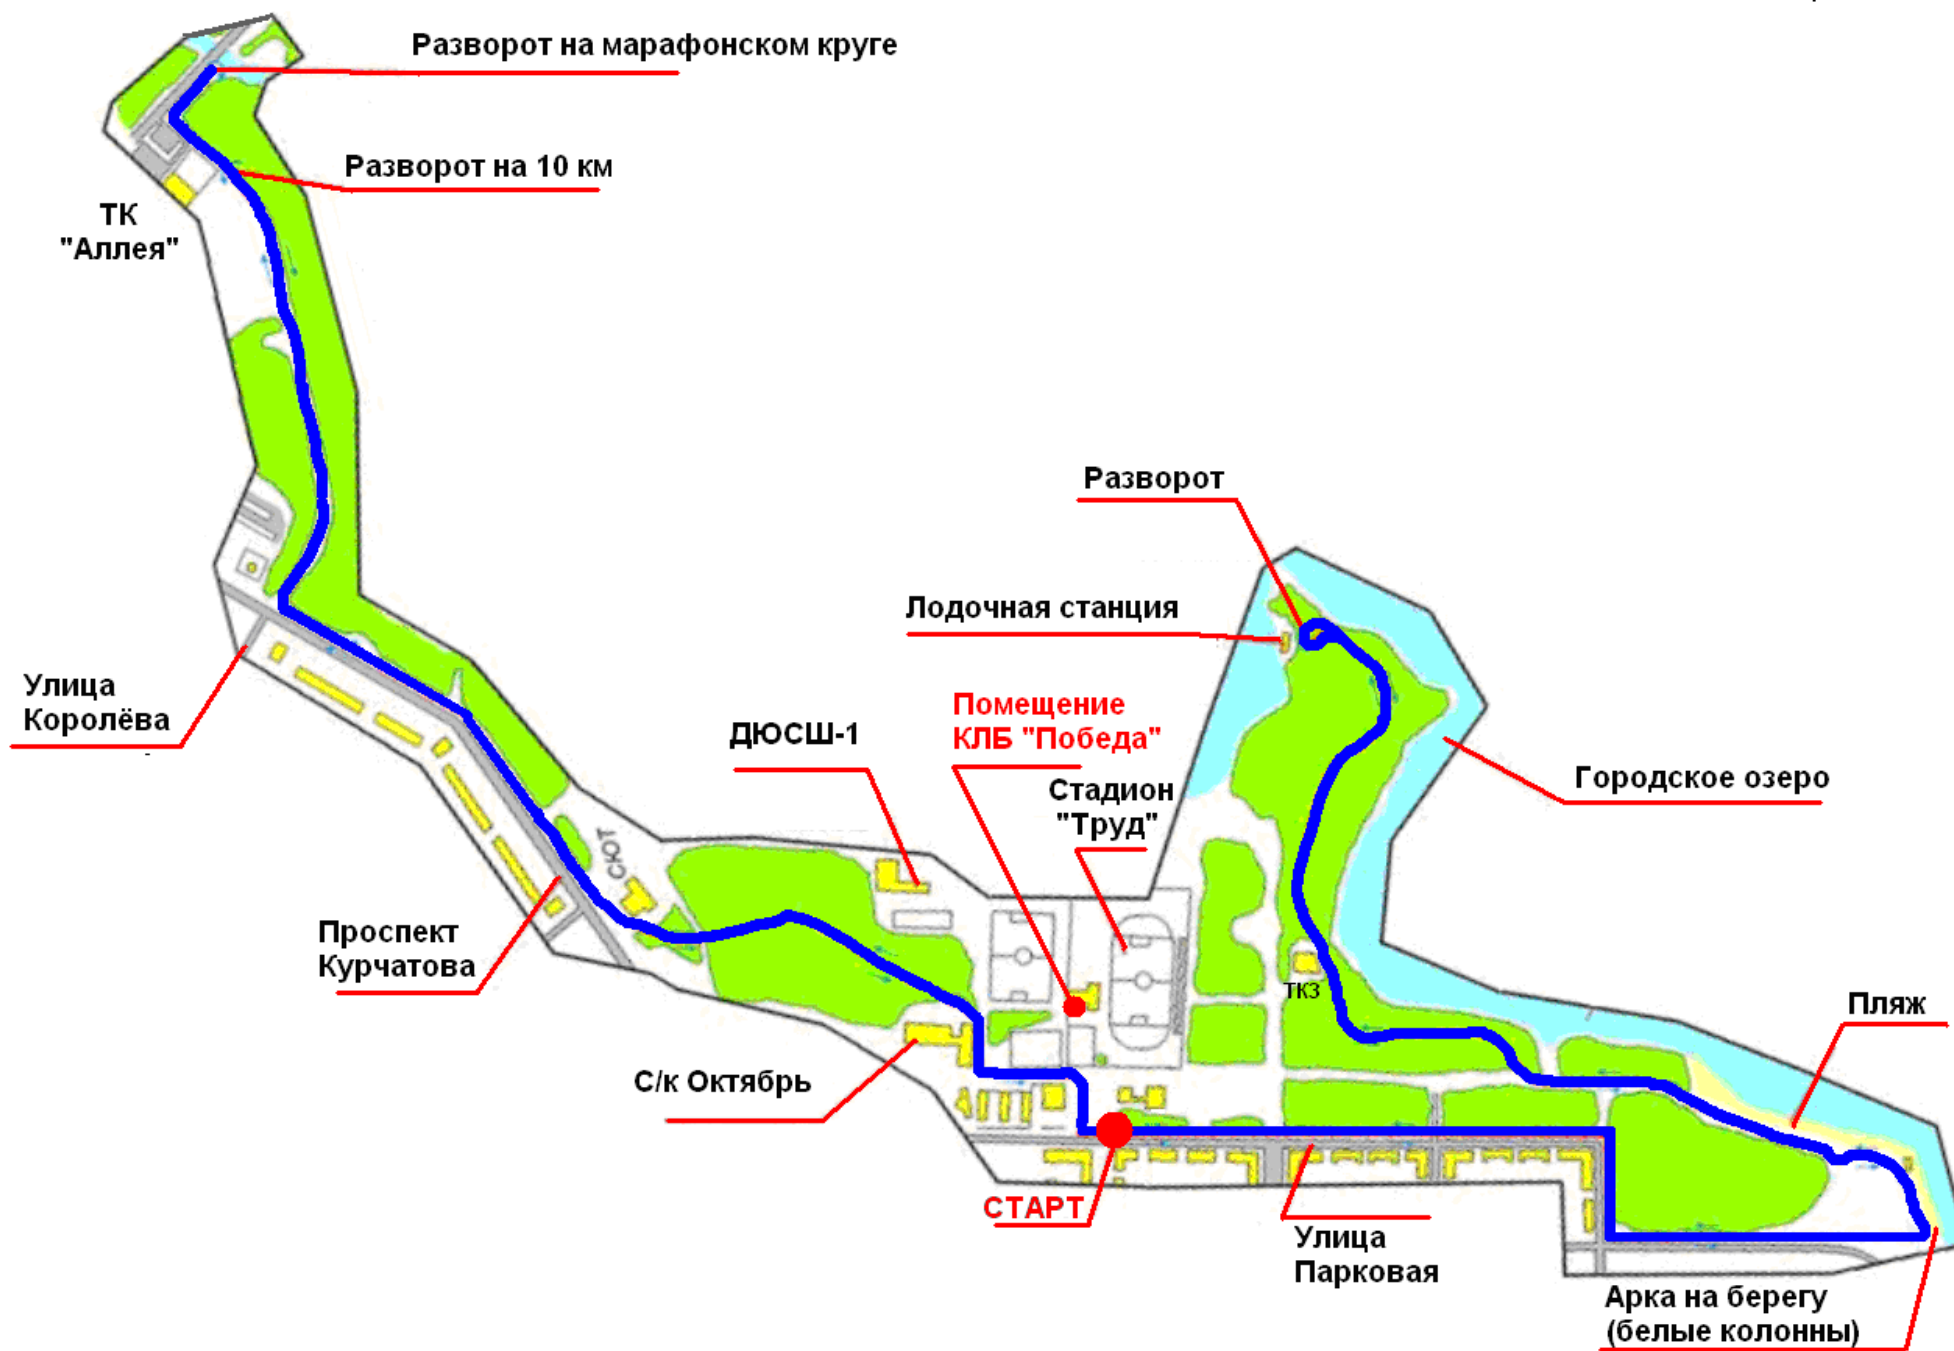 Разворот на марафонском круге
Разворот на 10 км
ТК
"Аллея"
Разворот
Лодочная станция
Улица
Королёва
Помещение
КЛБ "Победа"
ДЮСШ-1
Стадион
"Труд"
Городское озеро
СЮТ
Проспект
Курчатова
ТКЗ
Пляж
С/к Октябрь
СТАРТ
Улица
Парковая
Арка на берегу
(белые колонны)